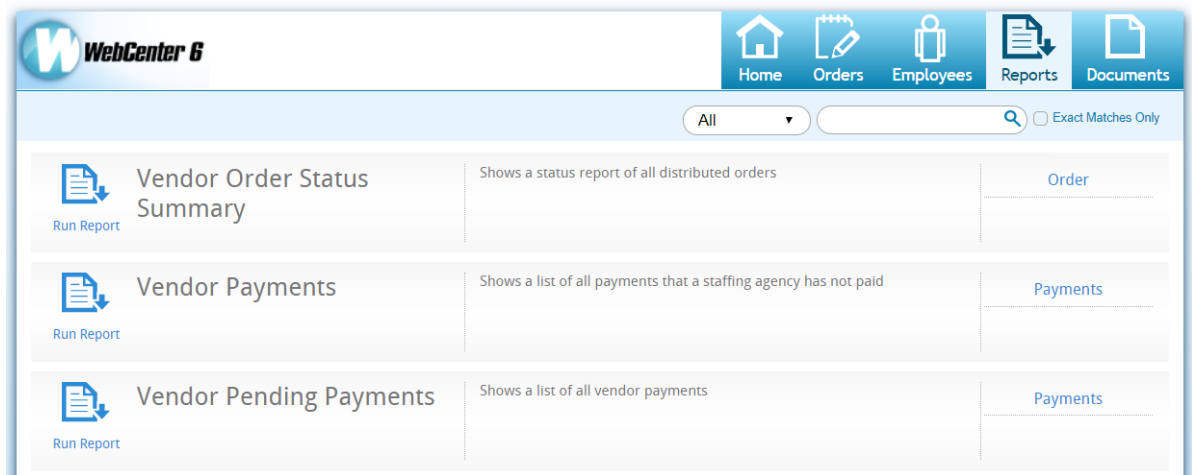 WebCenter 6
Home Orders Employees Reports Documents
All Exact Matches Only
Vendor Order Status Summary
Shows a status report of all distributed orders
Order
Run Report
Vendor Payments
Shows a list of all payments that a staffing agency has not paid
Payments
Run Report
Vendor Pending Payments
Shows a list of all vendor payments
Payments
Run Report